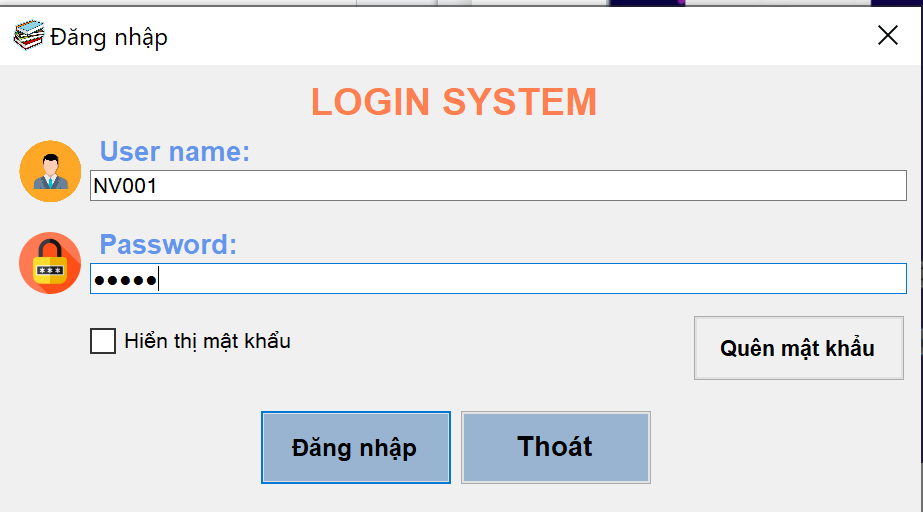 Đăng nhập
LOGIN SYSTEM
User name:
NV001
Password:
●●●●●
Hiển thị mật khẩu
Quên mật khẩu
Đăng nhập
Thoát